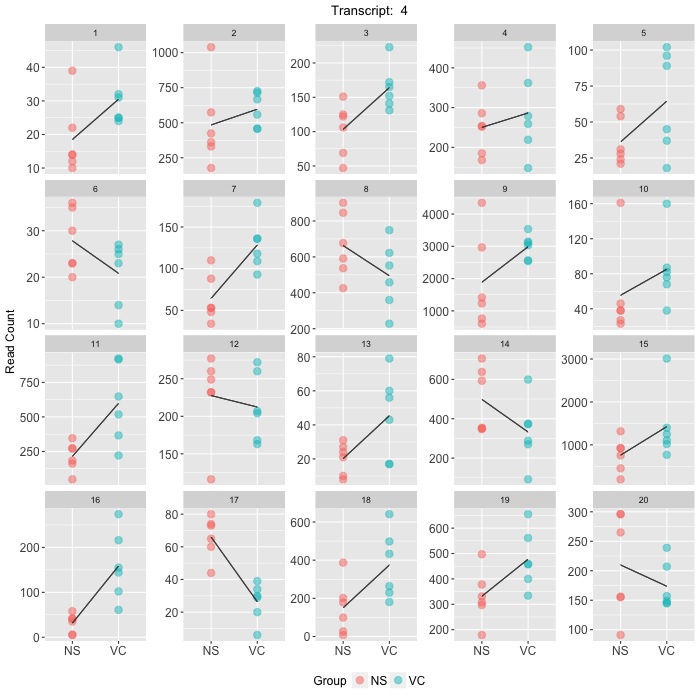 Transcript: 4
1 2 3 4 5
40 30 20 10
1000 750 500 250
200 150 100 50
400 300 200
100 75 50 25
6 7 8 9 10
30 20 10
150 100 50
800 600 400 200
4000 3000 2000 1000
160 120 80 40
Read Count
11 12 13 14 15
750 500 250
250 200 150
80 60 40 20
600 400 200
3000 2000 1000
16 17 18 19 20
200 100 0
80 60 40 20
600 400 200 0
600 500 400 300 200
300 250 200 150 100
NS VC NS VC NS VC NS VC NS VC
Group NS VC